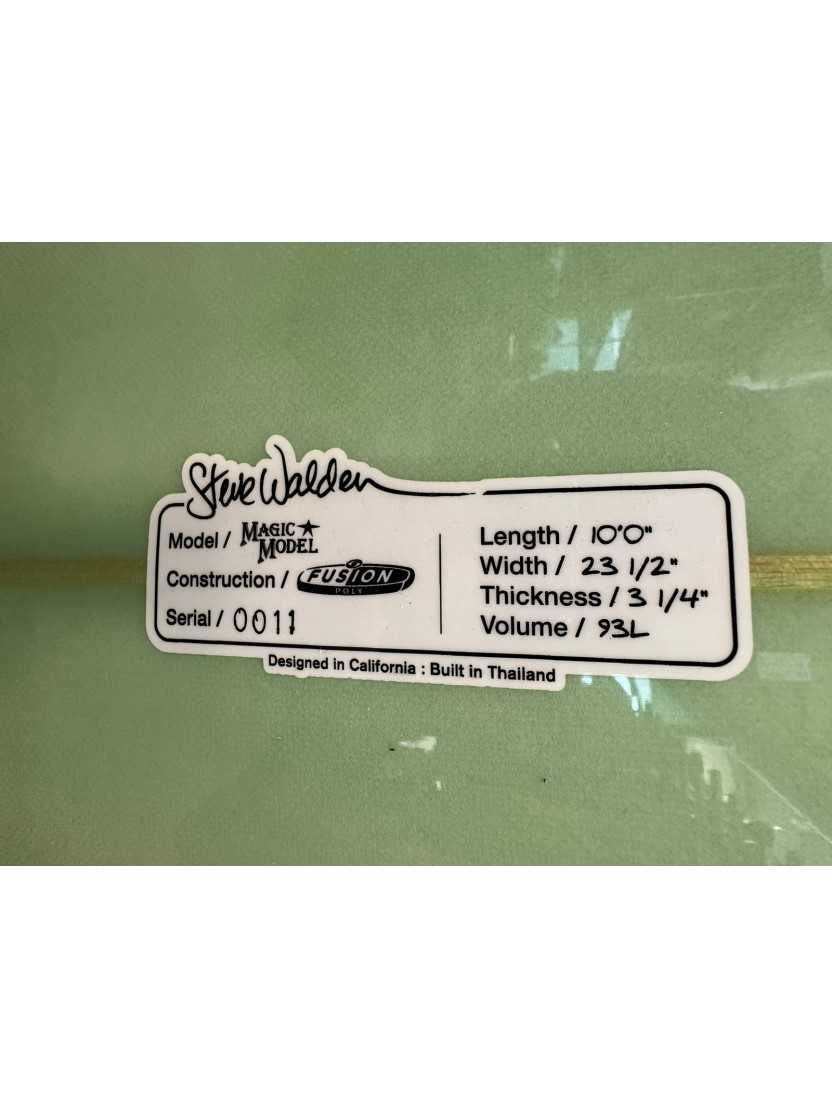 Steve Walden
Model / MAGIC MODEL
Construction / FUSION POLY
Serial / 0011
Length / 10'0"
Width / 23 1/2"
Thickness / 3 1/4"
Volume / 93L
Designed in California : Built in Thailand